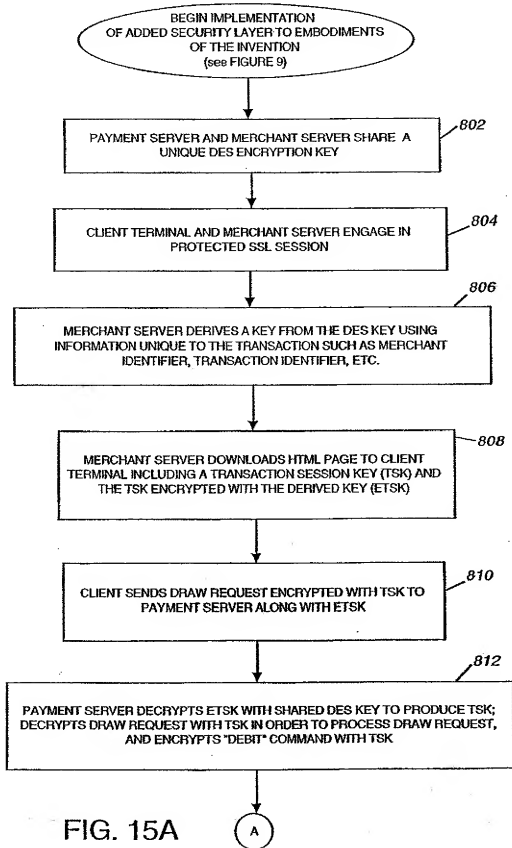 BEGIN IMPLEMENTATION
OF ADDED SECURITY LAYER TO EMBODIMENTS
OF THE INVENTION
(see FIGURE 9)
802
PAYMENT SERVER AND MERCHANT SERVER SHARE A
UNIQUE DES ENCRYPTION KEY
804
CLIENT TERMINAL AND MERCHANT SERVER ENGAGE IN
PROTECTED SSL SESSION
806
MERCHANT SERVER DERIVES A KEY FROM THE DES KEY USING
INFORMATION UNIQUE TO THE TRANSACTION SUCH AS MERCHANT
IDENTIFIER, TRANSACTION IDENTIFIER, ETC.
808
MERCHANT SERVER DOWNLOADS HTML PAGE TO CLIENT
TERMINAL INCLUDING A TRANSACTION SESSION KEY (TSK) AND
THE TSK ENCRYPTED WITH THE DERIVED KEY (ETSK)
810
CLIENT SENDS DRAW REQUEST ENCRYPTED WITH TSK TO
PAYMENT SERVER ALONG WITH ETSK
812
PAYMENT SERVER DECRYPTS ETSK WITH SHARED DES KEY TO PRODUCE TSK;
DECRYPTS DRAW REQUEST WITH TSK IN ORDER TO PROCESS DRAW REQUEST,
AND ENCRYPTS "DEBIT" COMMAND WITH TSK
FIG. 15A
A